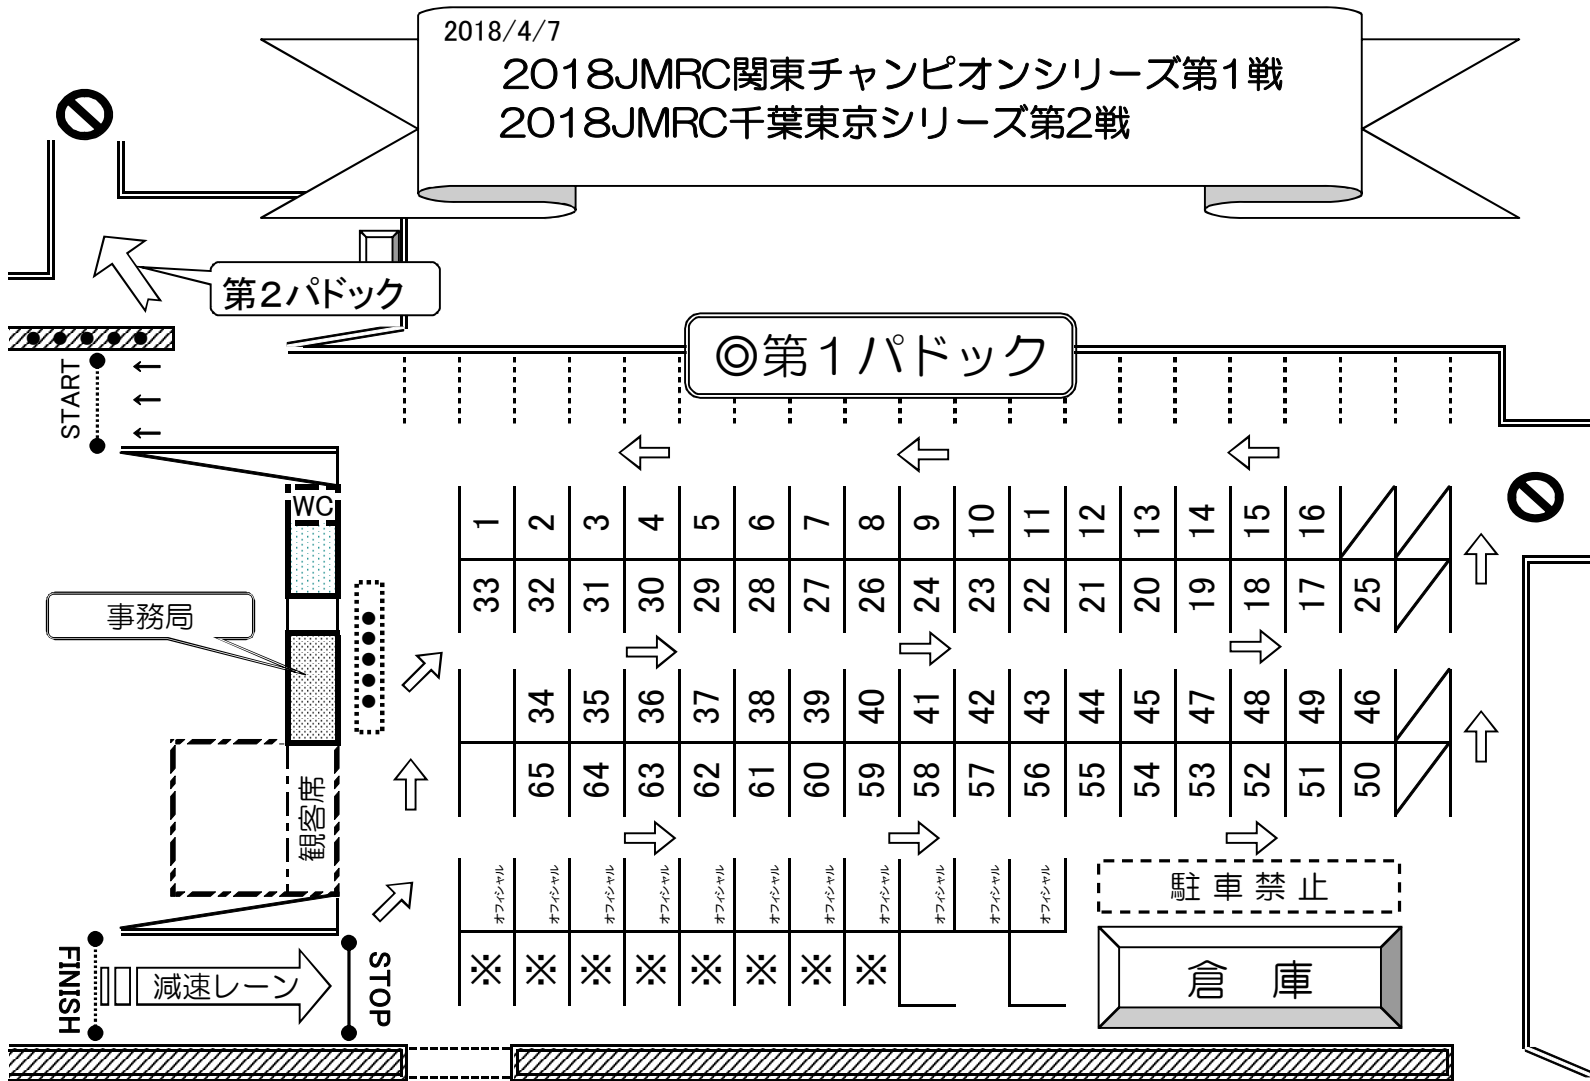 2018/4/7
2018JMRC関東チャンピオンシリーズ第1戦
2018JMRC千葉東京シリーズ第2戦
第2パドック
◎第1パドック
START
WC
事務局
1 2 3 4 5 6 7 8 9 10 11 12 13 14 15 16
33 32 31 30 29 28 27 26 24 23 22 21 20 19 18 17 25
34 35 36 37 38 39 40 41 42 43 44 45 47 48 49 46
65 64 63 62 61 60 59 58 57 56 55 54 53 52 51 50
観客席
オフィシャル オフィシャル オフィシャル オフィシャル オフィシャル オフィシャル オフィシャル オフィシャル オフィシャル オフィシャル オフィシャル
駐車禁止
※ ※ ※ ※ ※ ※ ※ ※
倉 庫
FINISH
減速レーン
STOP